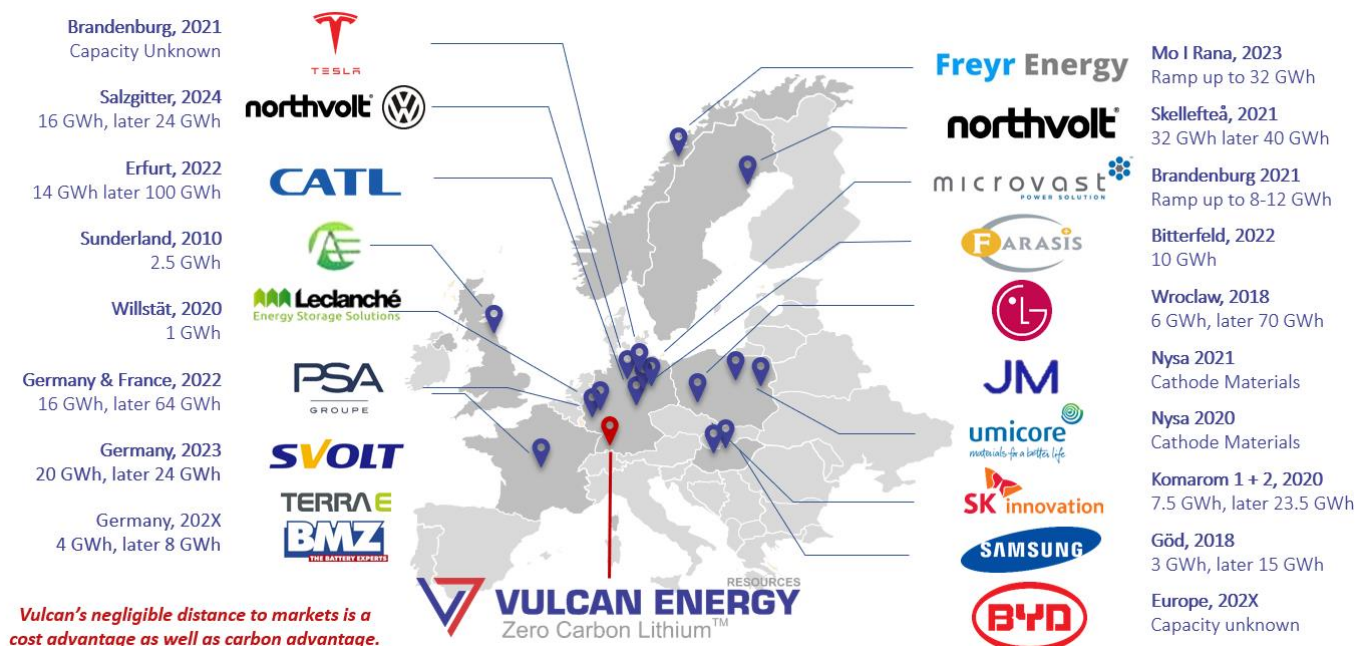 Brandenburg, 2021
Capacity Unknown
TESLA
Salzgitter, 2024
16 GWh, later 24 GWh
northvolt
Erfurt, 2022
14 GWh later 100 GWh
CATL
Sunderland, 2010
2.5 GWh
Willstät, 2020
1 GWh
Leclanché
Energy Storage Solutions
Germany & France, 2022
16 GWh, later 64 GWh
PSA
GROUPE
Germany, 2023
20 GWh, later 24 GWh
SVOLT
Germany, 202X
4 GWh, later 8 GWh
TERRA E
BMZ
THE BATTERY EXPERTS
Vulcan's negligible distance to markets is a
cost advantage as well as carbon advantage.
VULCAN ENERGY
RESOURCES
Zero Carbon Lithium™
Freyr Energy
Mo I Rana, 2023
Ramp up to 32 GWh
northvolt
Skellefteå, 2021
32 GWh later 40 GWh
microvast
POWER SOLUTION
Brandenburg 2021
Ramp up to 8-12 GWh
FARASIS
Bitterfeld, 2022
10 GWh
LG
Wroclaw, 2018
6 GWh, later 70 GWh
JM
Nysa 2021
Cathode Materials
umicore
materials for a better life
Nysa 2020
Cathode Materials
SK innovation
Komarom 1 + 2, 2020
7.5 GWh, later 23.5 GWh
SAMSUNG
Göd, 2018
3 GWh, later 15 GWh
BYD
Europe, 202X
Capacity unknown